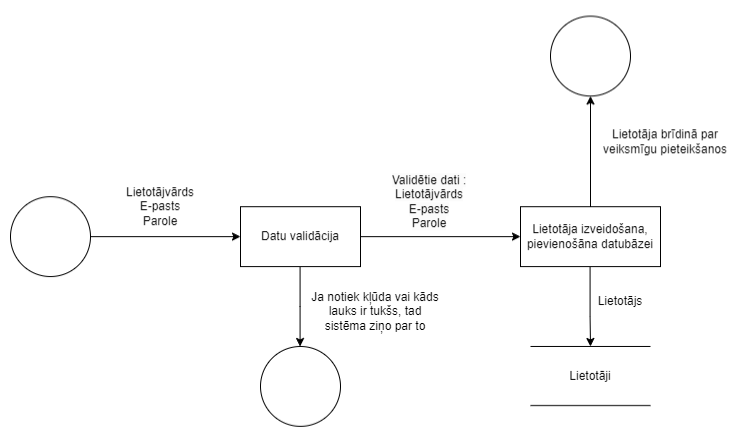 Lietotāja brīdinā par
veiksmīgu pieteikšanos
Lietotājvārds
E-pasts
Parole
Validētie dati :
Lietotājvārds
E-pasts
Parole
Datu validācija
Lietotāja izveidošana,
pievienošāna datubāzei
Ja notiek kļūda vai kāds
lauks ir tukšs, tad
sistēma ziņo par to
Lietotājs
Lietotāji